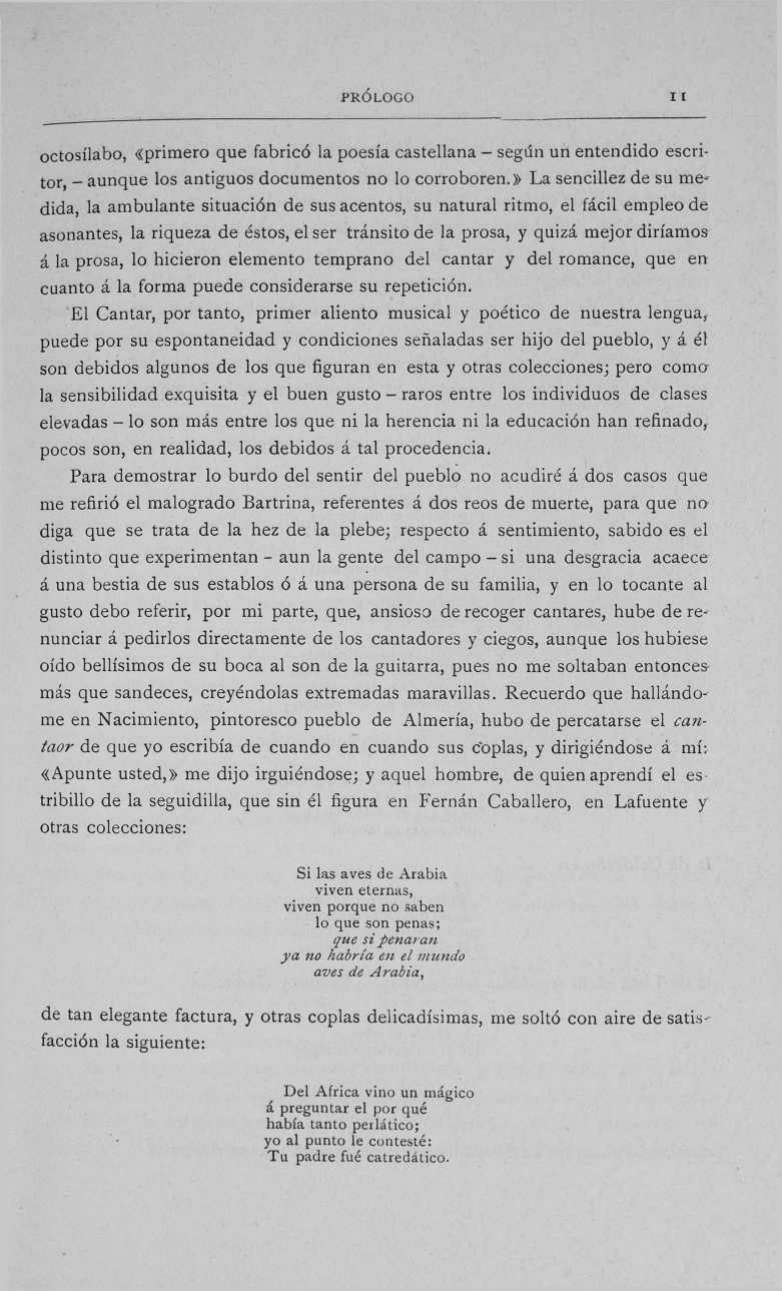 PRÓLOGO 11
octosílabo, «primero que fabricó la poesía castellana – según un entendido escri-
tor, – aunque los antiguos documentos no lo corroboren.» La sencillez de su me-
dida, la ambulante situación de sus acentos, su natural ritmo, el fácil empleo de
asonantes, la riqueza de éstos, el ser tránsito de la prosa, y quizá mejor diríamos
á la prosa, lo hicieron elemento temprano del cantar y del romance, que en
cuanto á la forma puede considerarse su repetición.
El Cantar, por tanto, primer aliento musical y poético de nuestra lengua,
puede por su espontaneidad y condiciones señaladas ser hijo del pueblo, y á él
son debidos algunos de los que figuran en esta y otras colecciones; pero como
la sensibilidad exquisita y el buen gusto – raros entre los individuos de clases
elevadas – lo son más entre los que ni la herencia ni la educación han refinado,
pocos son, en realidad, los debidos á tal procedencia.
Para demostrar lo burdo del sentir del pueblo no acudiré á dos casos que
me refirió el malogrado Bartrina, referentes á dos reos de muerte, para que no
diga que se trata de la hez de la plebe; respecto á sentimiento, sabido es el
distinto que experimentan – aun la gente del campo – si una desgracia acaece
á una bestia de sus establos ó á una persona de su familia, y en lo tocante al
gusto debo referir, por mi parte, que, ansioso de recoger cantares, hube de re-
nunciar á pedirlos directamente de los cantadores y ciegos, aunque los hubiese
oído bellísimos de su boca al son de la guitarra, pues no me soltaban entonces
más que sandeces, creyéndolas extremadas maravillas. Recuerdo que hallándo-
me en Nacimiento, pintoresco pueblo de Almería, hubo de percatarse el can-
taor de que yo escribía de cuando en cuando sus coplas, y dirigiéndose á mí:
«Apunte usted,» me dijo irguiéndose; y aquel hombre, de quien aprendí el es-
tribillo de la seguidilla, que sin él figura en Fernán Caballero, en Lafuente y
otras colecciones:
Si las aves de Arabia
viven eternas,
viven porque no saben
lo que son penas;
que si penaran
ya no habría en el mundo
aves de Arabia,
de tan elegante factura, y otras coplas delicadísimas, me soltó con aire de satis-
facción la siguiente:
Del Africa vino un mágico
á preguntar el por qué
había tanto perlático;
yo al punto le contesté:
Tu padre fué catredático.